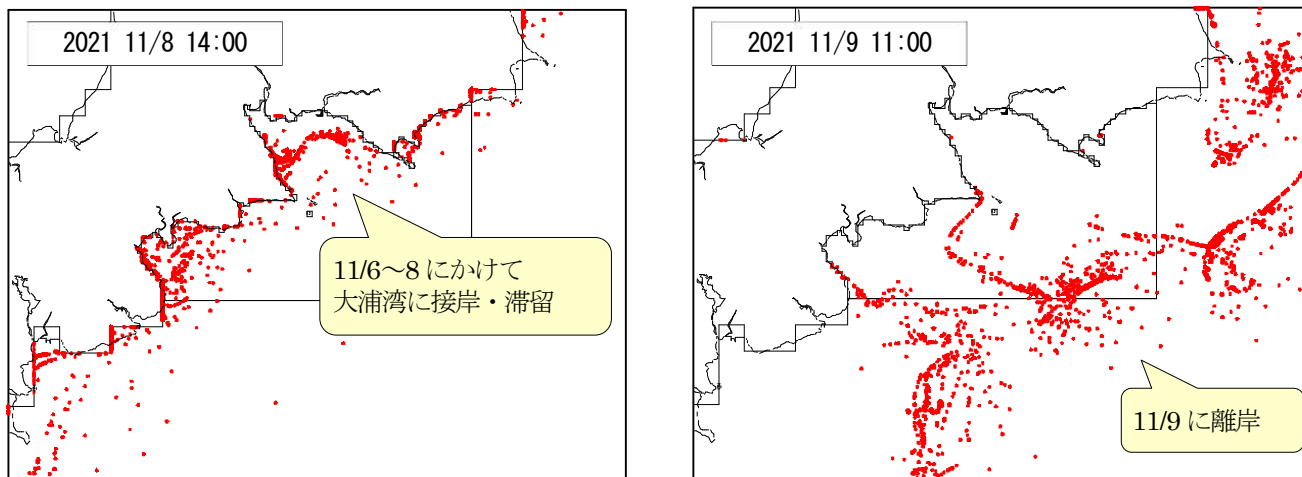 2021 11/8 14:00
11/6～8 にかけて
大浦湾に接岸・滞留
2021 11/9 11:00
11/9 に離岸